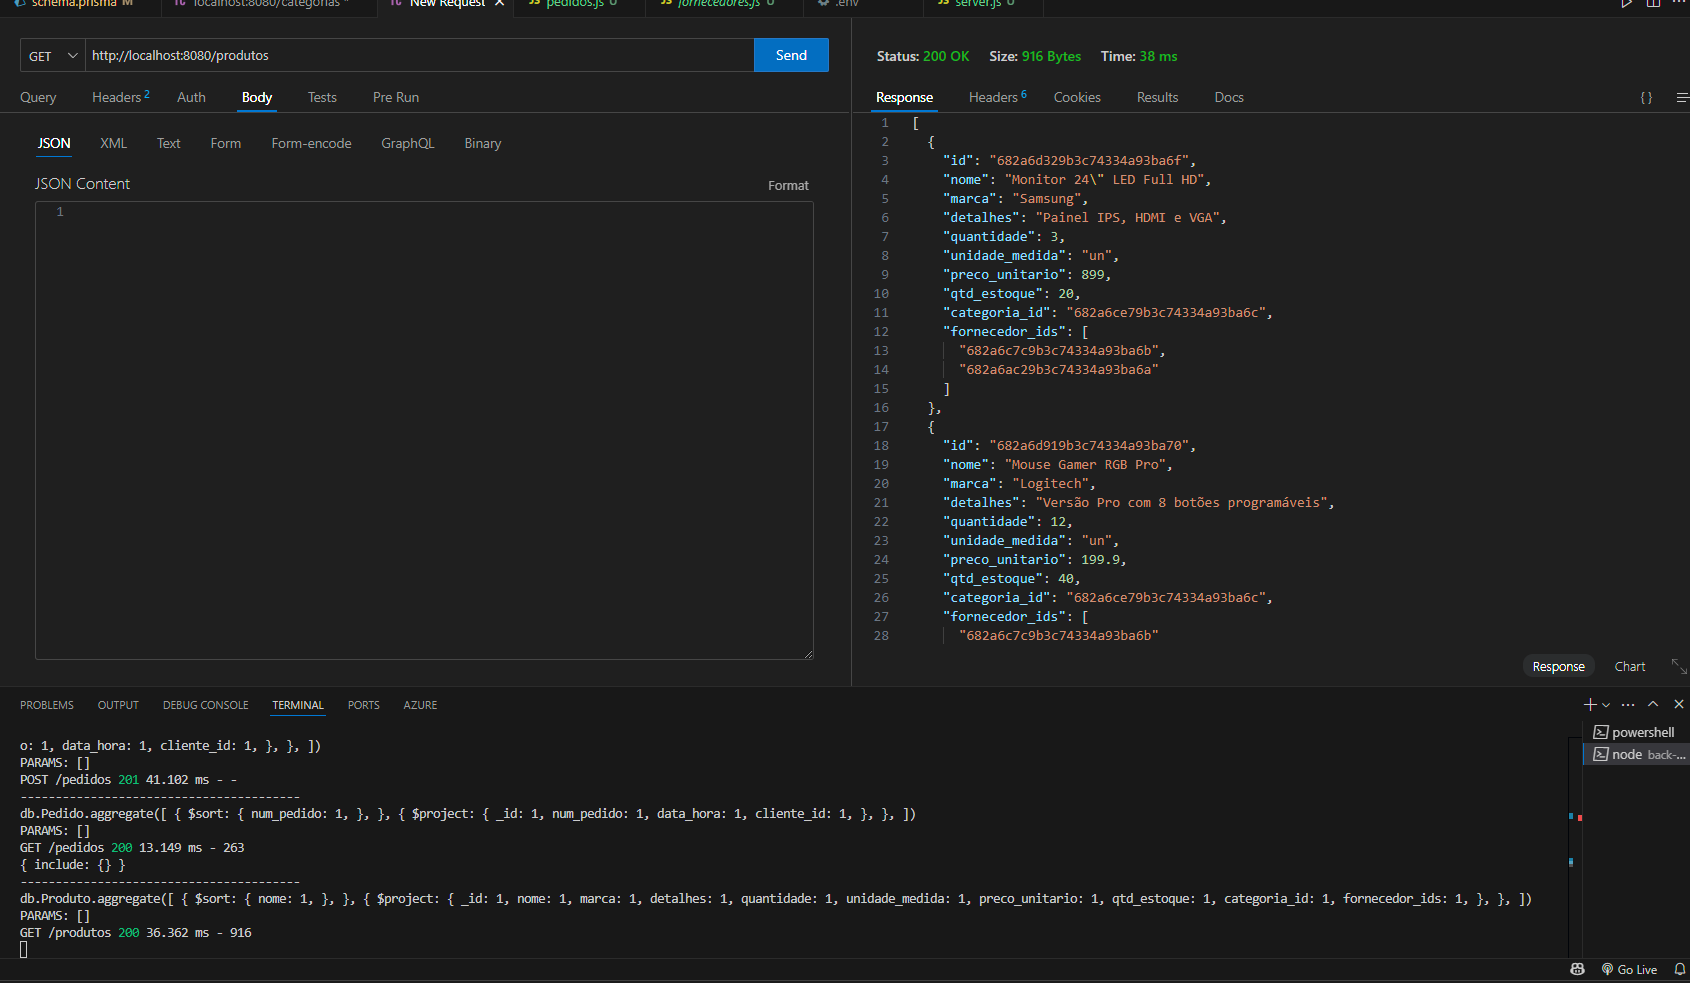 schema.prisma M
TC localhost:8080/categorias •
TC New Request
JS pedidos.js U
JS fornecedores.js U
.env
JS server.js U
GET
http://localhost:8080/produtos
Send
Query
Headers 2
Auth
Body
Tests
Pre Run
JSON
XML
Text
Form
Form-encode
GraphQL
Binary
JSON Content
Format
1
Status: 200 OK Size: 916 Bytes Time: 38 ms
Response
Headers 6
Cookies
Results
Docs
{ }
1 [
2 {
3 "id": "682a6d329b3c74334a93ba6f",
4 "nome": "Monitor 24\" LED Full HD",
5 "marca": "Samsung",
6 "detalhes": "Painel IPS, HDMI e VGA",
7 "quantidade": 3,
8 "unidade_medida": "un",
9 "preco_unitario": 899,
10 "qtd_estoque": 20,
11 "categoria_id": "682a6ce79b3c74334a93ba6c",
12 "fornecedor_ids": [
13 "682a6c7c9b3c74334a93ba6b",
14 "682a6ac29b3c74334a93ba6a"
15 ]
16 },
17 {
18 "id": "682a6d919b3c74334a93ba70",
19 "nome": "Mouse Gamer RGB Pro",
20 "marca": "Logitech",
21 "detalhes": "Versão Pro com 8 botões programáveis",
22 "quantidade": 12,
23 "unidade_medida": "un",
24 "preco_unitario": 199.9,
25 "qtd_estoque": 40,
26 "categoria_id": "682a6ce79b3c74334a93ba6c",
27 "fornecedor_ids": [
28 "682a6c7c9b3c74334a93ba6b"
Response
Chart
PROBLEMS
OUTPUT
DEBUG CONSOLE
TERMINAL
PORTS
AZURE
o: 1, data_hora: 1, cliente_id: 1, }, }, ])
PARAMS: []
POST /pedidos 201 41.102 ms - -
----------------------------------------
db.Pedido.aggregate([ { $sort: { num_pedido: 1, }, }, { $project: { _id: 1, num_pedido: 1, data_hora: 1, cliente_id: 1, }, }, ])
PARAMS: []
GET /pedidos 200 13.149 ms - 263
{ include: {} }
----------------------------------------
db.Produto.aggregate([ { $sort: { nome: 1, }, }, { $project: { _id: 1, nome: 1, marca: 1, detalhes: 1, quantidade: 1, unidade_medida: 1, preco_unitario: 1, qtd_estoque: 1, categoria_id: 1, fornecedor_ids: 1, }, }, ])
PARAMS: []
GET /produtos 200 36.362 ms - 916
powershell
node back-...
Go Live